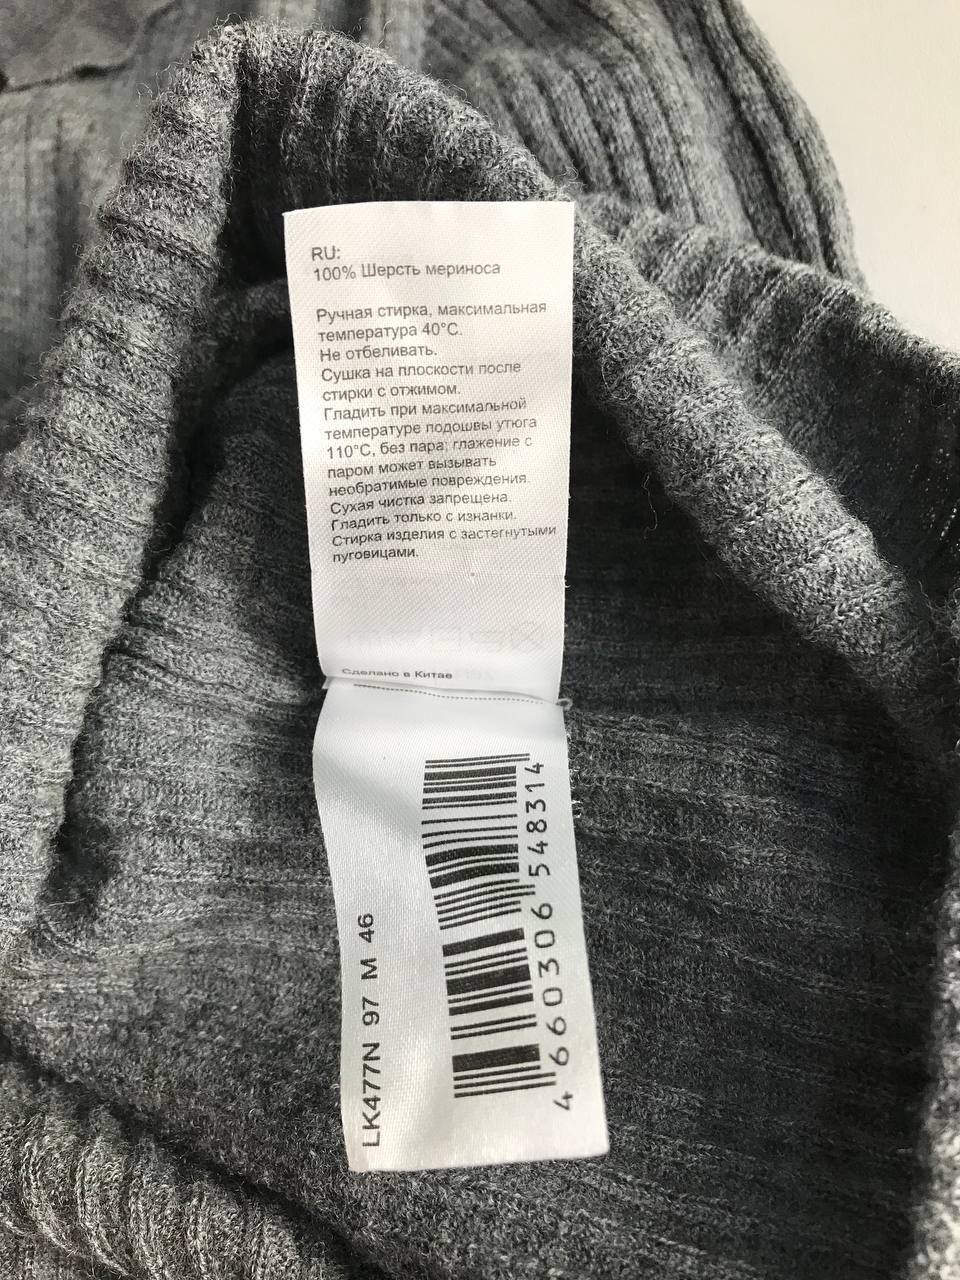 RU:
100% Шерсть мериноса
Ручная стирка, максимальная
температура 40°C.
Не отбеливать.
Сушка на плоскости после
стирки с отжимом.
Гладить при максимальной
температуре подошвы утюга
110°C, без пара; глажение с
паром может вызывать
необратимые повреждения.
Сухая чистка запрещена.
Гладить только с изнанки.
Стирка изделия с застегнутыми
пуговицами.
Сделано в Китае
LK477N 97 M 46
4 660306 548314